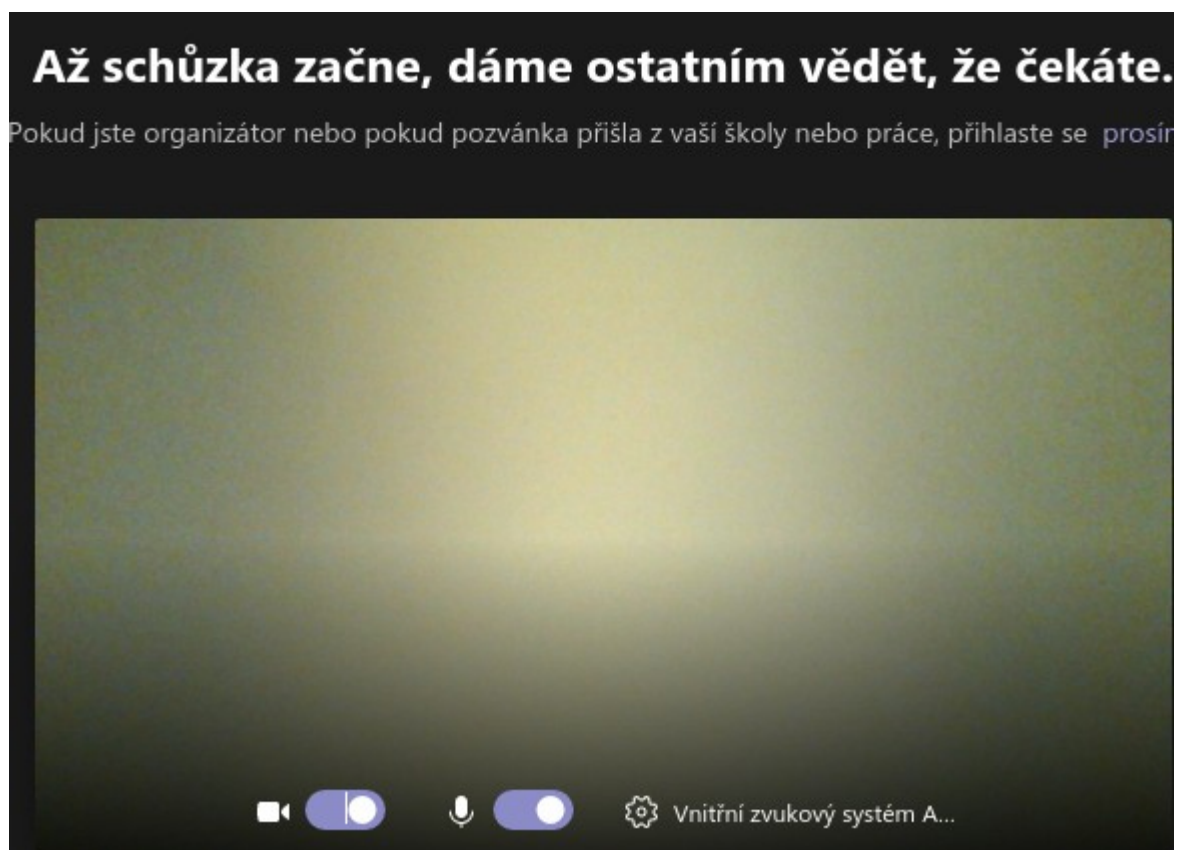 Až schůzka začne, dáme ostatním vědět, že čekáte.
Pokud jste organizátor nebo pokud pozvánka přišla z vaší školy nebo práce, přihlaste se
Vnitřní zvukový systém A...